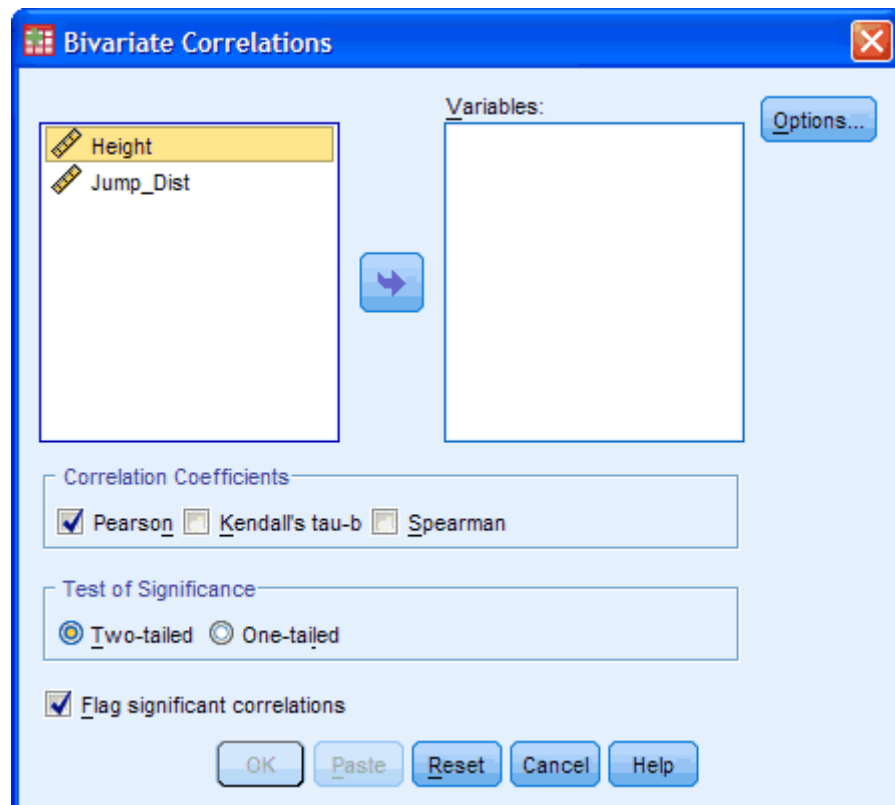 Bivariate Correlations
Variables:
Options...
Height
Jump_Dist
Correlation Coefficients
Pearson Kendall's tau-b Spearman
Test of Significance
Two-tailed One-tailed
Flag significant correlations
OK Paste Reset Cancel Help